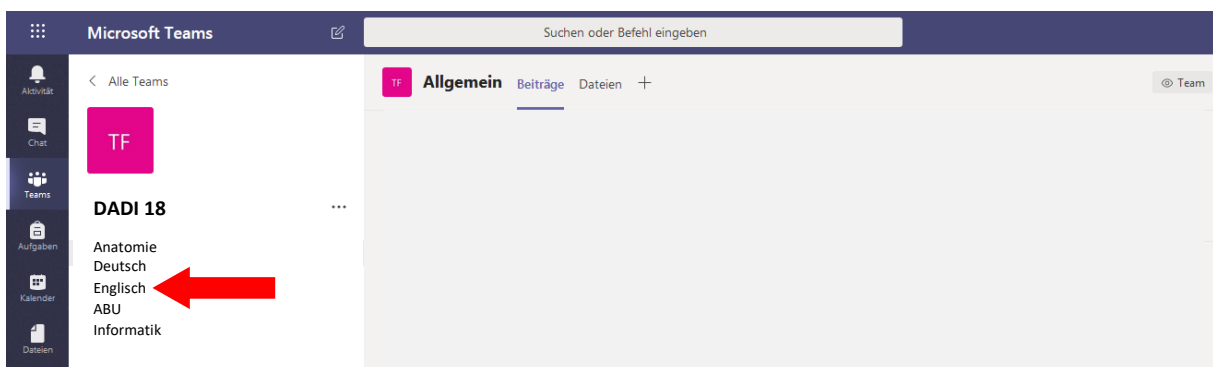 Microsoft Teams
Suchen oder Befehl eingeben
Aktivität
Chat
Teams
Aufgaben
Kalender
Dateien
< Alle Teams
TF
DADI 18
...
Anatomie
Deutsch
Englisch
ABU
Informatik
TF Allgemein Beiträge Dateien +
Team